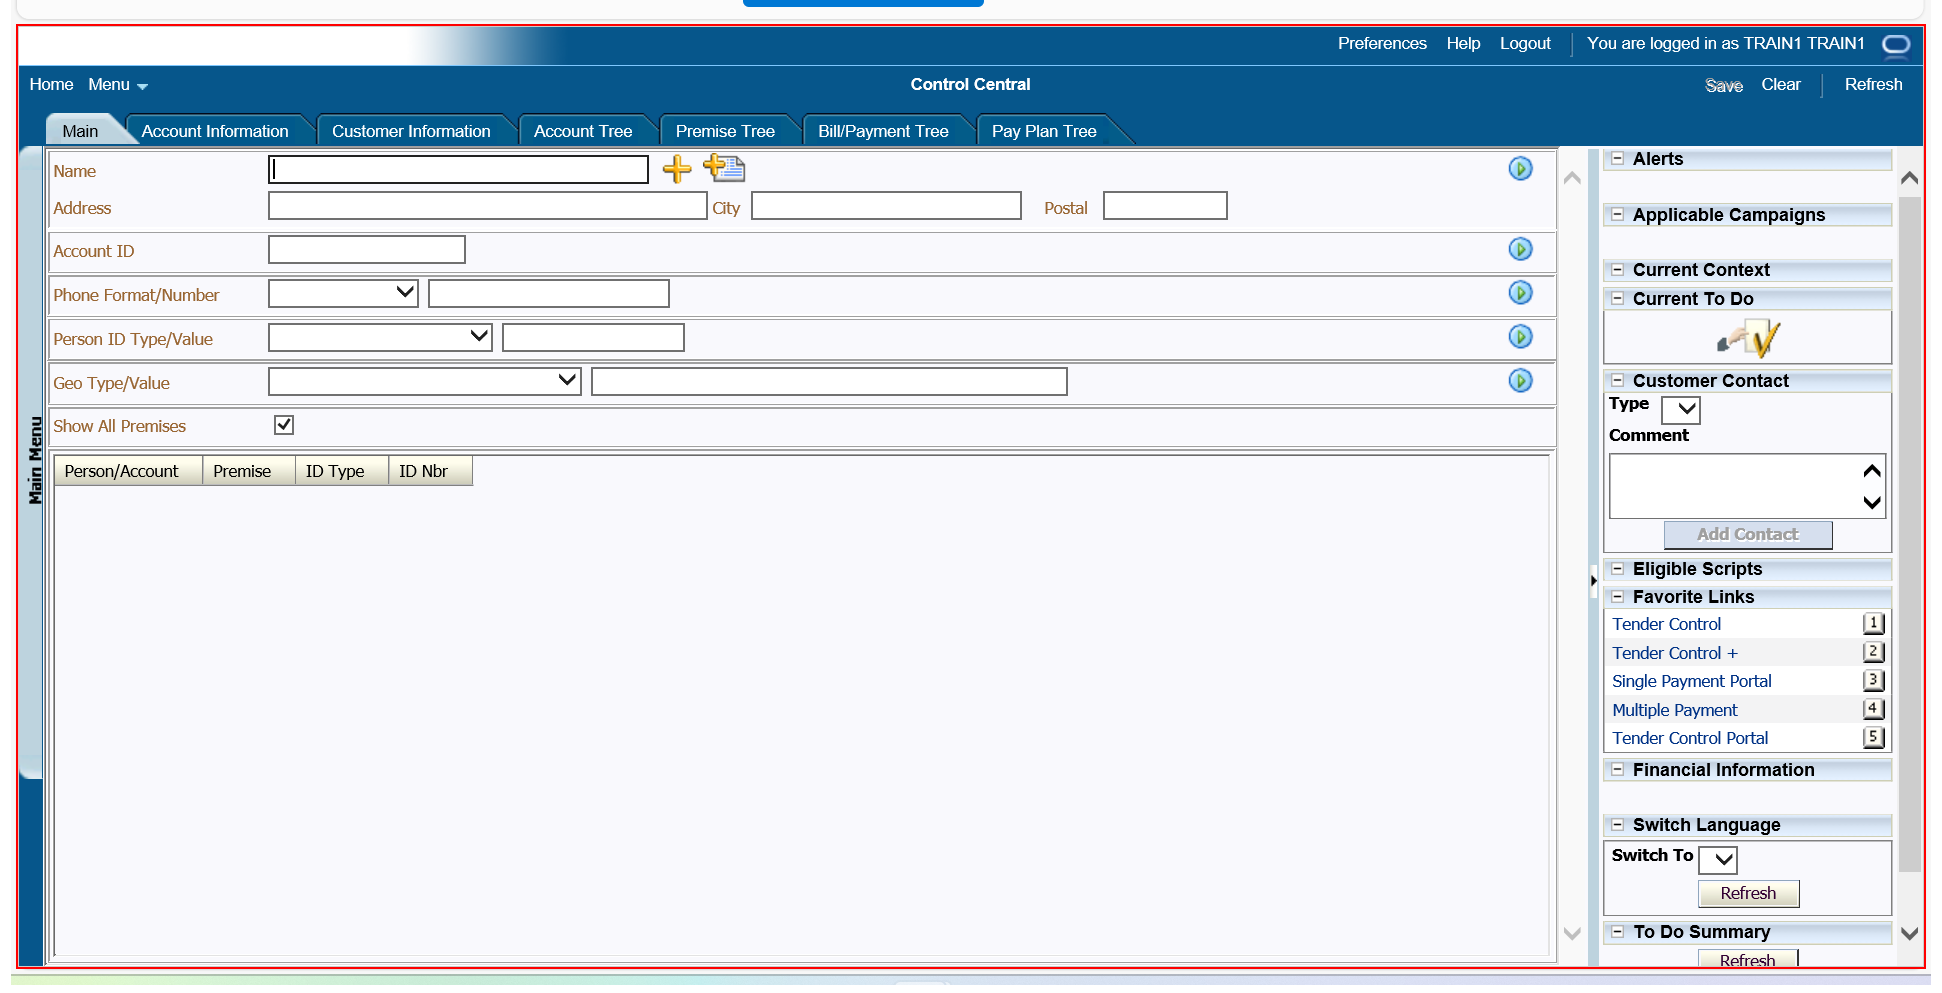 Preferences Help Logout You are logged in as TRAIN1 TRAIN1
Home Menu Control Central Save Clear Refresh
Main Account Information Customer Information Account Tree Premise Tree Bill/Payment Tree Pay Plan Tree
Main Menu
Name
Address City Postal
Account ID
Phone Format/Number
Person ID Type/Value
Geo Type/Value
Show All Premises
Person/Account Premise ID Type ID Nbr
Alerts
Applicable Campaigns
Current Context
Current To Do
Customer Contact
Type
Comment
Add Contact
Eligible Scripts
Favorite Links
Tender Control 1
Tender Control + 2
Single Payment Portal 3
Multiple Payment 4
Tender Control Portal 5
Financial Information
Switch Language
Switch To
Refresh
To Do Summary
Refresh